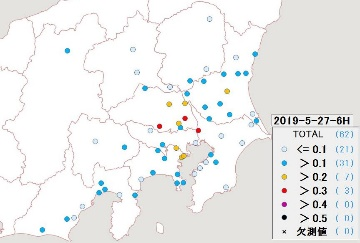 2019-5-27-6H
TOTAL (62)
<= 0.1 (21)
> 0.1 (31)
> 0.2 ( 7)
> 0.3 ( 3)
> 0.4 ( 0)
> 0.5 ( 0)
× 欠測値 ( 0)